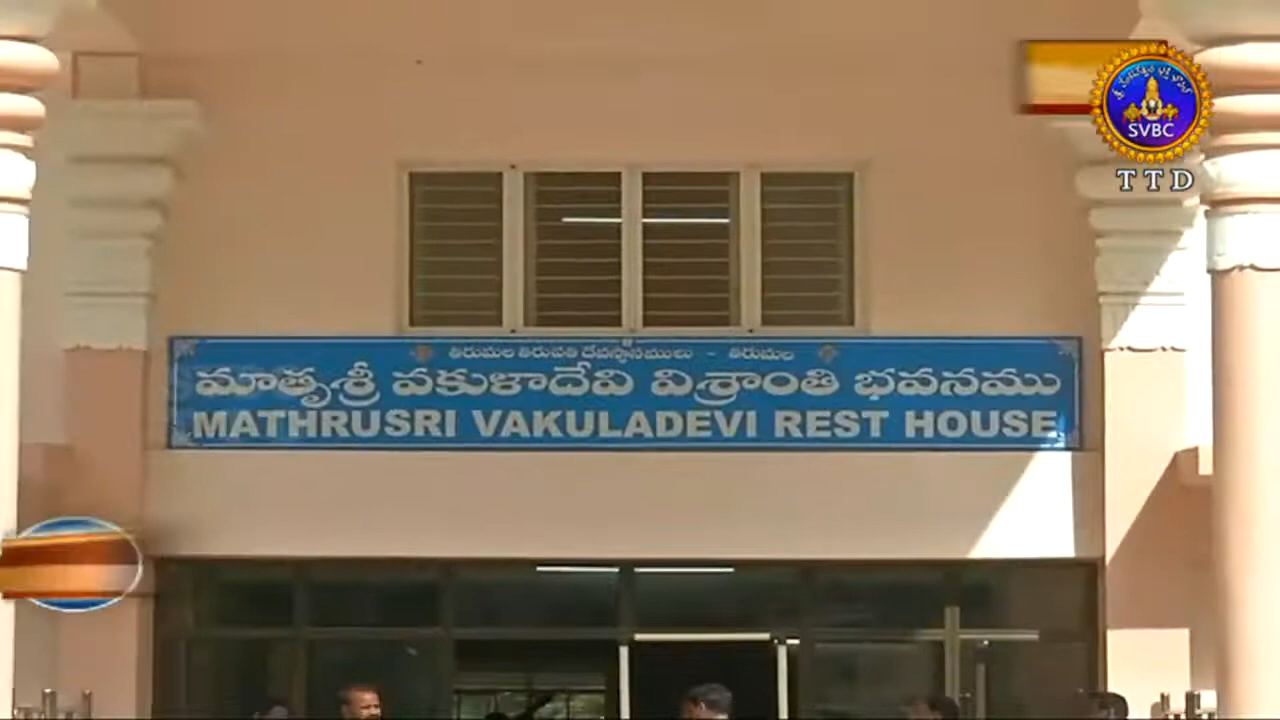 SVBC
TTD
తిరుమల తిరుపతి దేవస్థానములు - తిరుమల
మాతృశ్రీ వకుళాదేవి విశ్రాంతి భవనము
MATHRUSRI VAKULADEVI REST HOUSE